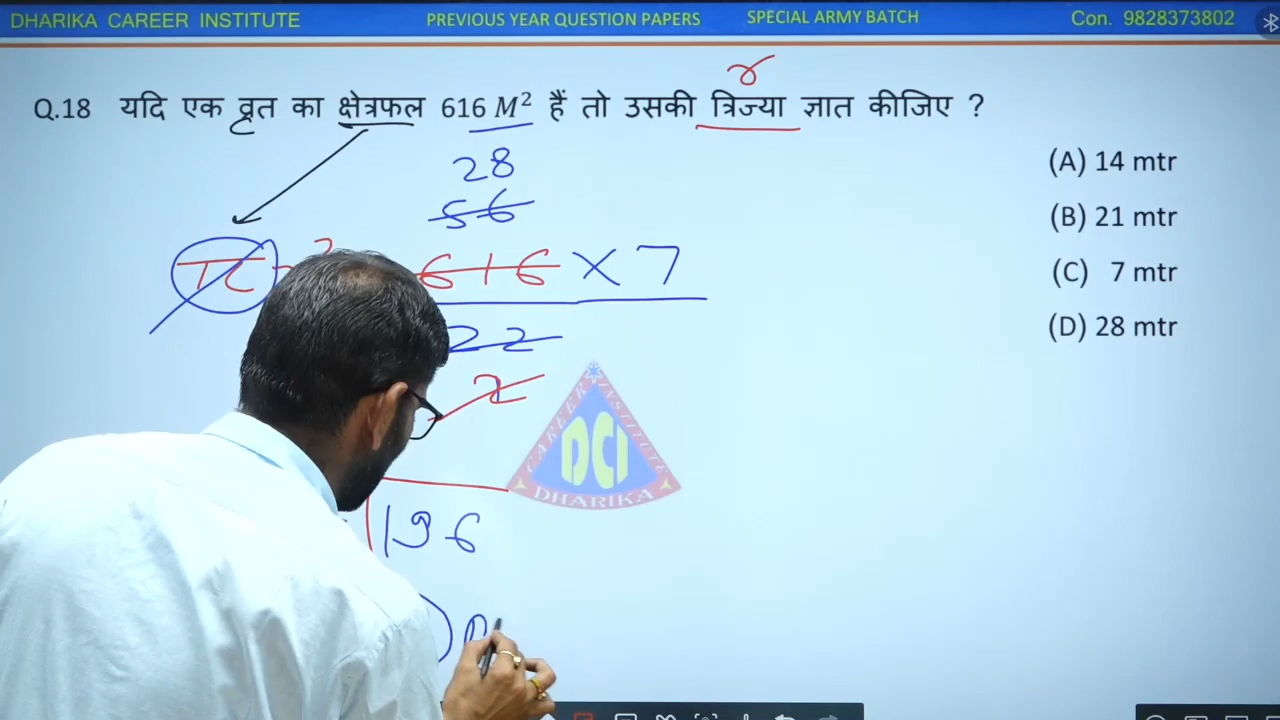 DHARIKA CAREER INSTITUTE PREVIOUS YEAR QUESTION PAPERS SPECIAL ARMY BATCH Con. 9828373802
r
Q.18 यदि एक व्रत का क्षेत्रफल 616 M² हैं तो उसकी त्रिज्या ज्ञात कीजिए ?
(A) 14 mtr
(B) 21 mtr
(C) 7 mtr
(D) 28 mtr
28
56
π 2 616 × 7
22
2
196
CAREER INSTITUTE
DCI
DHARIKA